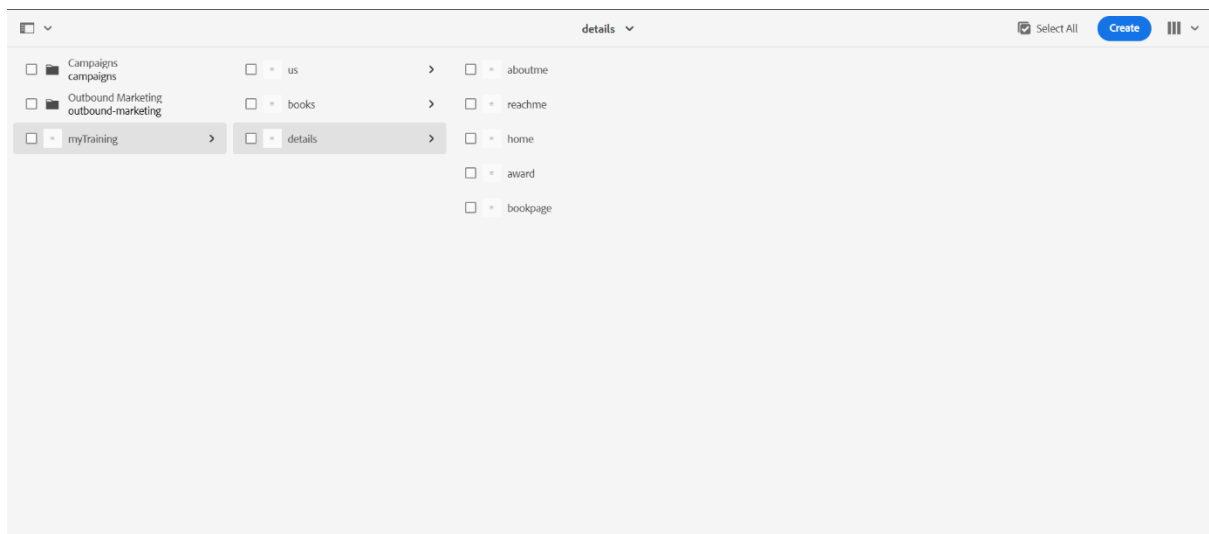 details
Select All
Create
Campaigns
campaigns
Outbound Marketing
outbound-marketing
myTraining
us
books
details
aboutme
reachme
home
award
bookpage